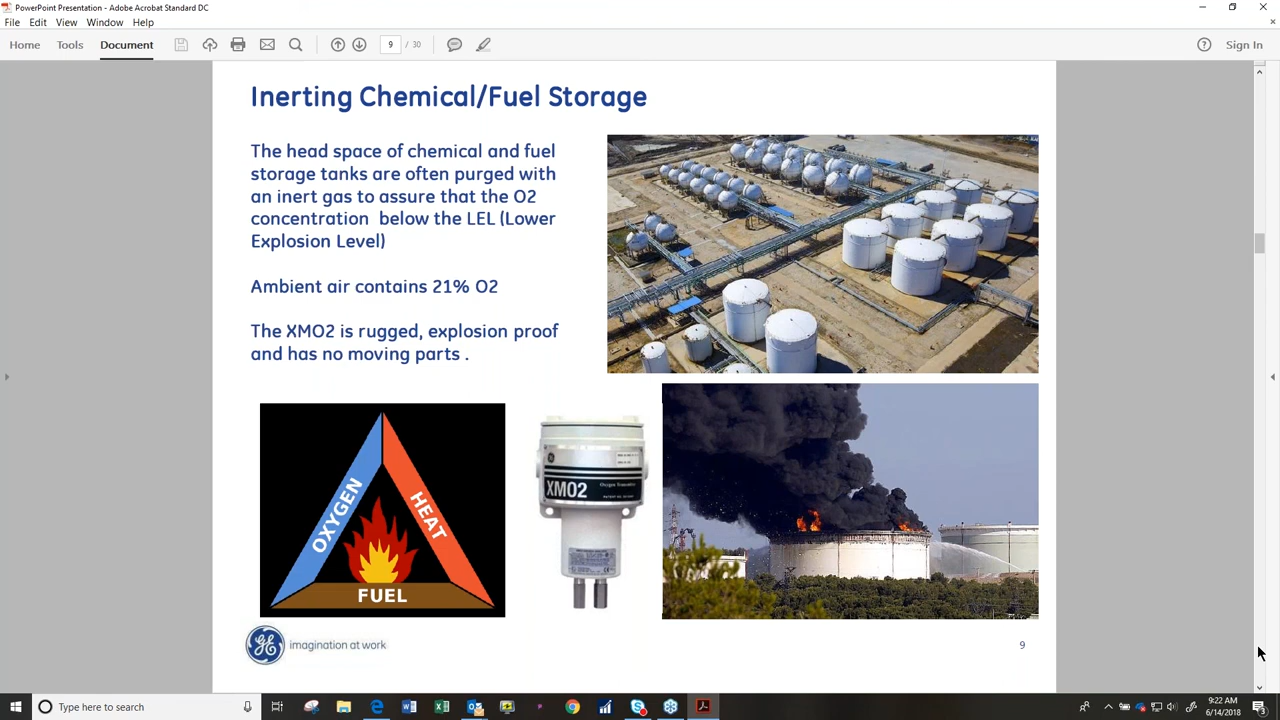 PowerPoint Presentation - Adobe Acrobat Standard DC
File Edit View Window Help
Home Tools Document 9 / 30 Sign In
Inerting Chemical/Fuel Storage
The head space of chemical and fuel
storage tanks are often purged with
an inert gas to assure that the O2
concentration below the LEL (Lower
Explosion Level)
Ambient air contains 21% O2
The XMO2 is rugged, explosion proof
and has no moving parts .
OXYGEN
HEAT
FUEL
XMO2
Oxygen Transmitter
imagination at work
9
Type here to search
9:22 AM
6/14/2018